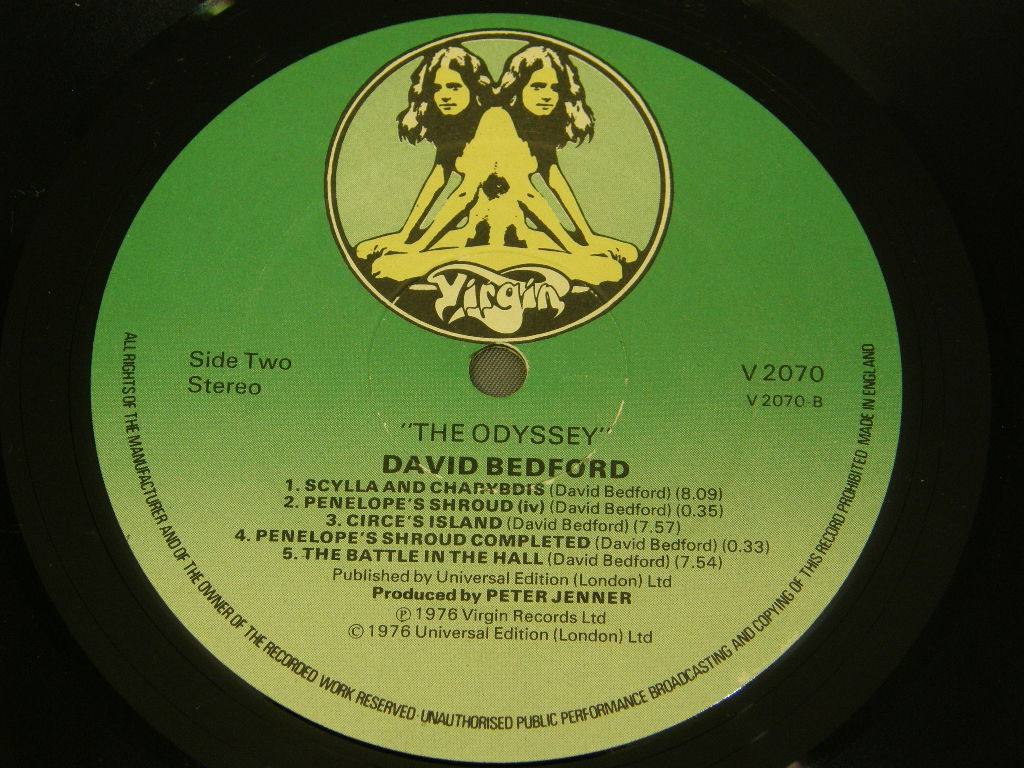 Virgin
Side Two
Stereo
V 2070
V 2070-B
"THE ODYSSEY"
DAVID BEDFORD
1. SCYLLA AND CHARYBDIS (David Bedford) (8.09)
2. PENELOPE'S SHROUD (iv) (David Bedford) (0.35)
3. CIRCE'S ISLAND (David Bedford) (7.57)
4. PENELOPE'S SHROUD COMPLETED (David Bedford) (0.33)
5. THE BATTLE IN THE HALL (David Bedford) (7.54)
Published by Universal Edition (London) Ltd
Produced by PETER JENNER
℗ 1976 Virgin Records Ltd
© 1976 Universal Edition (London) Ltd
ALL RIGHTS OF THE MANUFACTURER AND OF THE OWNER OF THE RECORDED WORK RESERVED · UNAUTHORISED PUBLIC PERFORMANCE BROADCASTING AND COPYING OF THIS RECORD PROHIBITED MADE IN ENGLAND